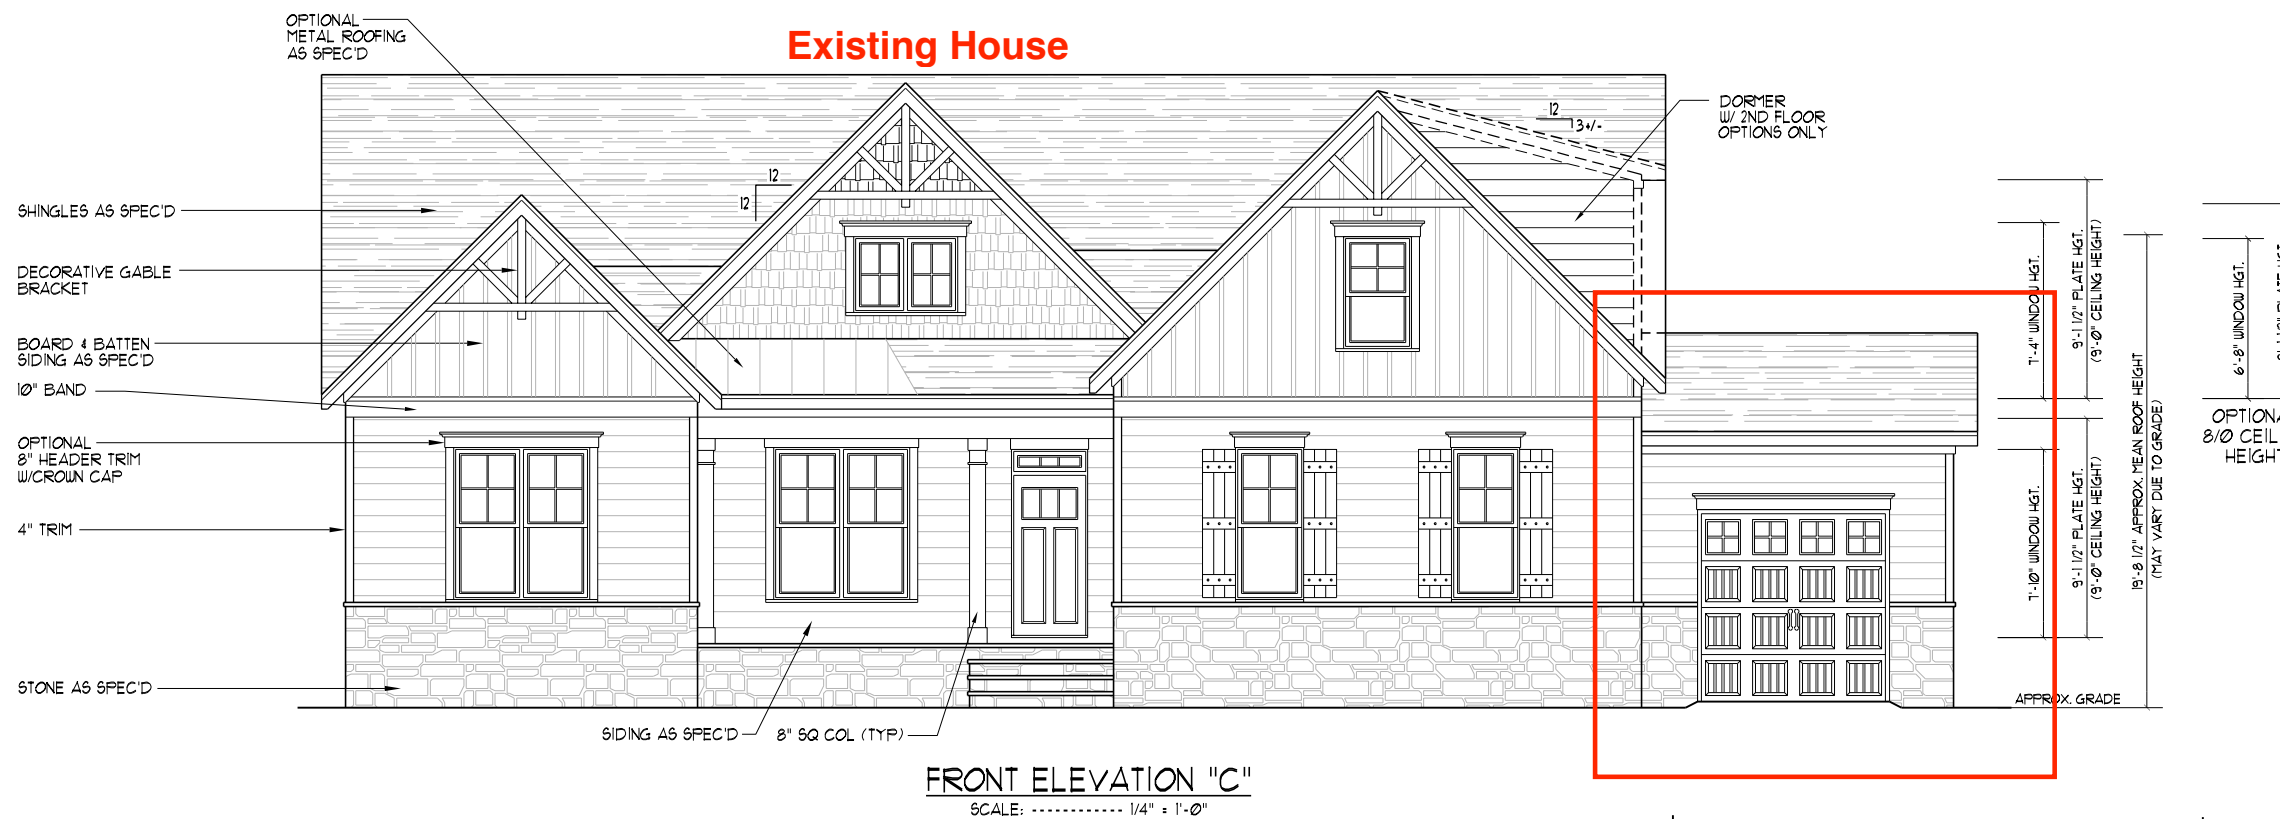 Existing House
OPTIONAL
METAL ROOFING
AS SPEC'D
DORMER
W/ 2ND FLOOR
OPTIONS ONLY
12
3+/-
12
12
SHINGLES AS SPEC'D
DECORATIVE GABLE
BRACKET
BOARD & BATTEN
SIDING AS SPEC'D
10" BAND
OPTIONAL
8" HEADER TRIM
W/CROWN CAP
4" TRIM
STONE AS SPEC'D
SIDING AS SPEC'D
8" SQ COL (TYP)
7'-4" WINDOW HGT.
9'-1 1/2" PLATE HGT.
(9'-0" CEILING HEIGHT)
7'-10" WINDOW HGT.
9'-1 1/2" PLATE HGT.
(9'-0" CEILING HEIGHT)
19'-8 1/2" APPROX. MEAN ROOF HEIGHT
(MAY VARY DUE TO GRADE)
6'-8" WINDOW HGT.
OPTIONA
8/0 CEIL
HEIGHT
APPROX. GRADE
FRONT ELEVATION "C"
SCALE: ------------ 1/4" = 1'-0"